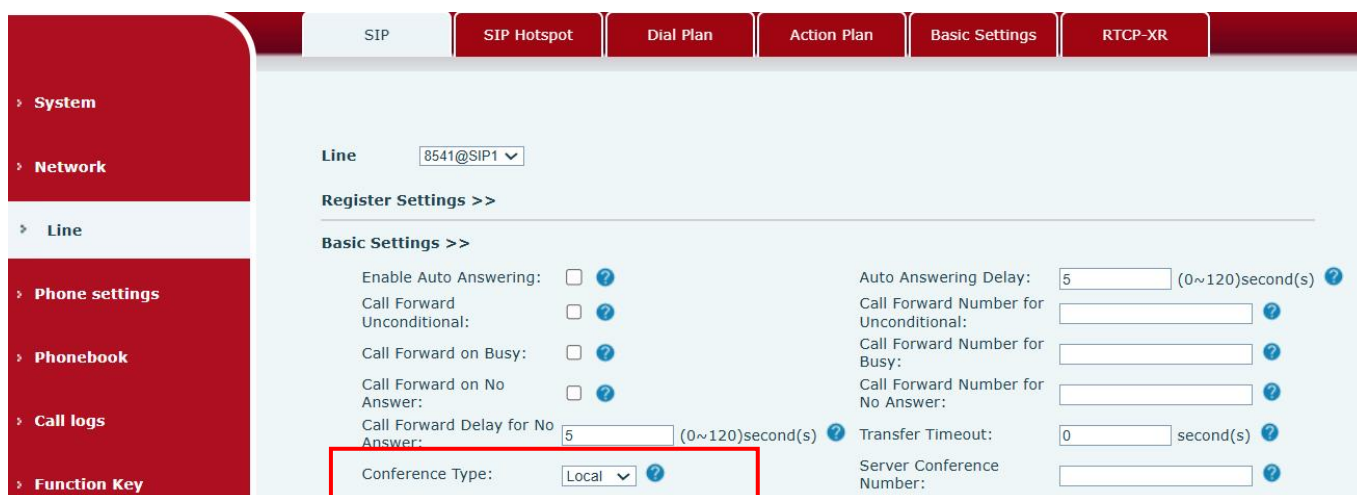 SIP
SIP Hotspot
Dial Plan
Action Plan
Basic Settings
RTCP-XR
› System
› Network
› Line
› Phone settings
› Phonebook
› Call logs
› Function Key
Line 8541@SIP1
Register Settings >>
Basic Settings >>
Enable Auto Answering: ?
Auto Answering Delay: 5 (0~120)second(s) ?
Call Forward
Unconditional: ?
Call Forward Number for
Unconditional: ?
Call Forward on Busy: ?
Call Forward Number for
Busy: ?
Call Forward on No
Answer: ?
Call Forward Number for
No Answer: ?
Call Forward Delay for No
Answer: 5 (0~120)second(s) ?
Transfer Timeout: 0 second(s) ?
Conference Type: Local ?
Server Conference
Number: ?